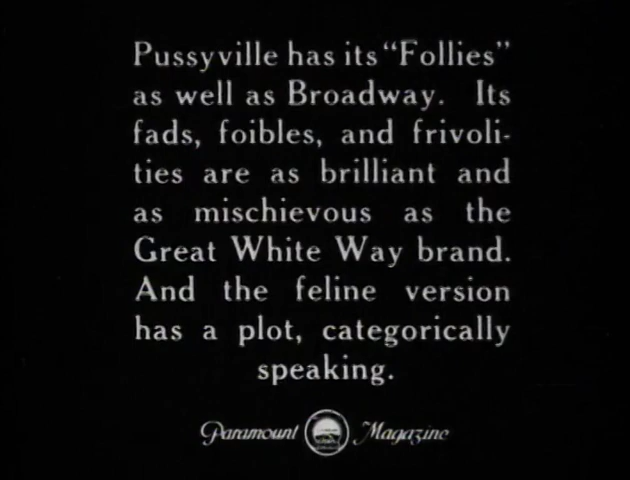 Pussyville has its “Follies”
as well as Broadway. Its
fads, foibles, and frivoli-
ties are as brilliant and
as mischievous as the
Great White Way brand.
And the feline version
has a plot, categorically
speaking.
Paramount Magazine